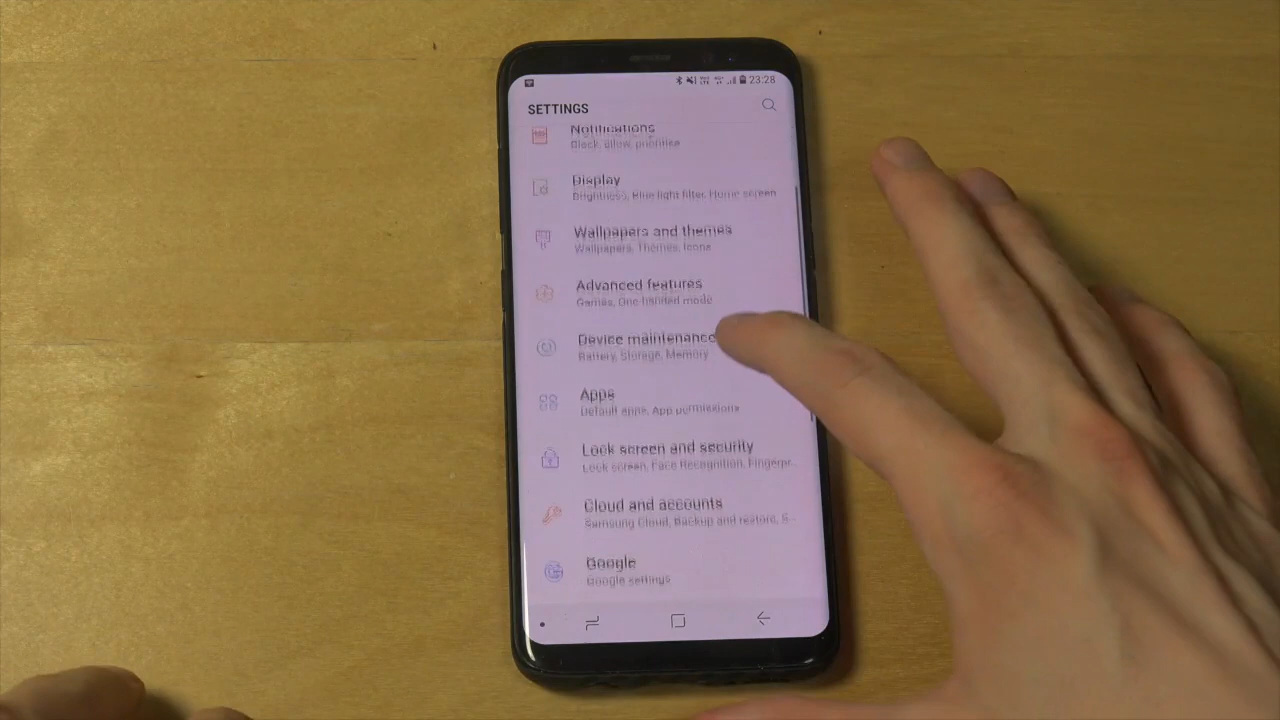 23:28
SETTINGS
Notifications
Block, allow, prioritise
Display
Brightness, Blue light filter, Home screen
Wallpapers and themes
Wallpapers, Themes, Icons
Advanced features
Games, One-handed mode
Device maintenance
Battery, Storage, Memory
Apps
Default apps, App permissions
Lock screen and security
Lock screen, Face Recognition, Fingerpr...
Cloud and accounts
Samsung Cloud, Backup and restore, S...
Google
Google settings